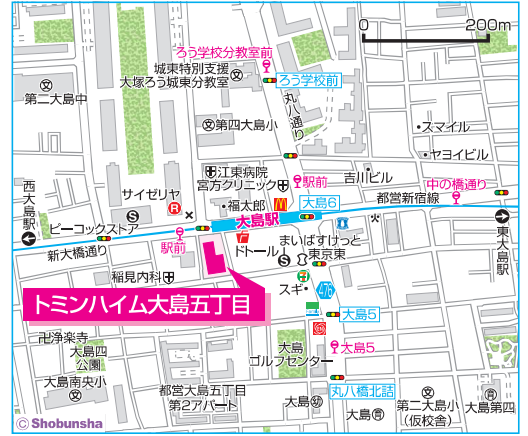 0 200m
ろう学校分教室前
城東特別支援
大塚ろう城東分教室
ろう学校前
第二大島中
丸八通り
第四大島小
スマイル
ヨヤビル
江東病院
宮方クリニック
駅前
吉川ビル
中の橋通り
西大島駅
サイゼリヤ
福太郎
大島6
都営新宿線
大島駅
ピーコックストア
新大橋通り
駅前
ドトール
まいばすけっと
東京東
東大島駅
稲見内科
スギ
476
トミンハイム大島五丁目
大島5
卍浄楽寺
大島四
公園
大島
ゴルフセンター
大島5
大島南央小
都営大島五丁目
第2アパート
大島
丸八橋北詰
大島
第二大島小
(仮校舎)
大島第四
© Shobunsha